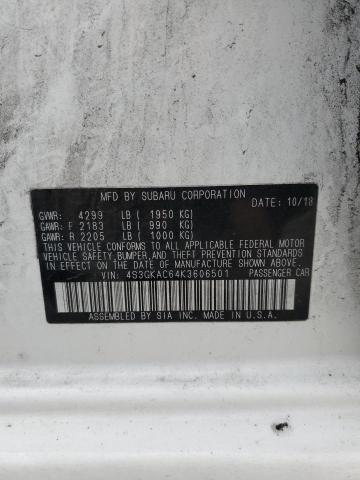 MFD BY SUBARU CORPORATION
DATE: 10/18
GVWR: 4299 LB ( 1950 KG)
GAWR: F 2183 LB ( 990 KG)
GAWR: R 2205 LB ( 1000 KG)
THIS VEHICLE CONFORMS TO ALL APPLICABLE FEDERAL MOTOR
VEHICLE SAFETY, BUMPER, AND THEFT PREVENTION STANDARDS
IN EFFECT ON THE DATE OF MANUFACTURE SHOWN ABOVE.
VIN: 4S3GKAC64K3606501 PASSENGER CAR
ASSEMBLED BY SIA INC. MADE IN U.S.A.